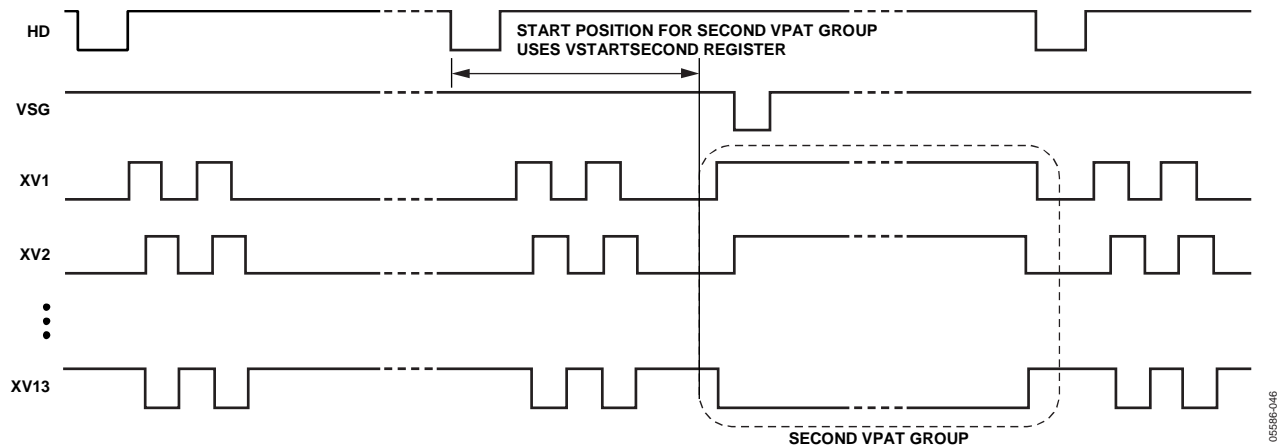 HD
START POSITION FOR SECOND VPAT GROUP
USES VSTARTSECOND REGISTER
VSG
XV1
XV2
XV13
SECOND VPAT GROUP
05586-046